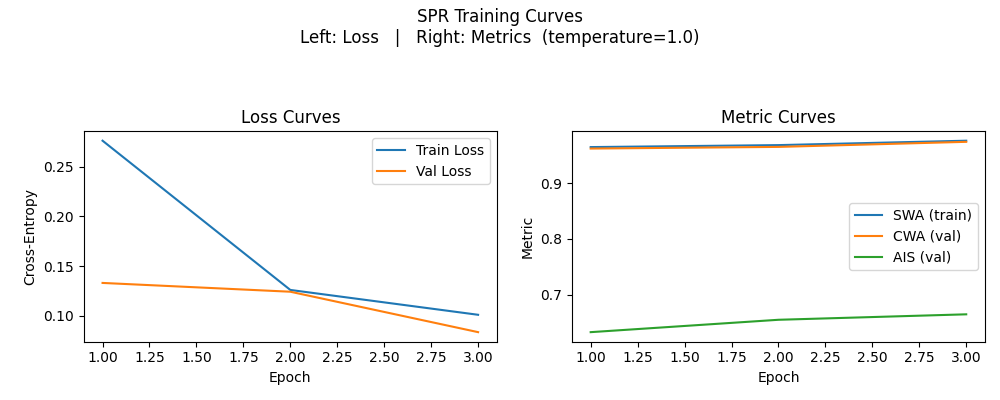 SPR Training Curves
Left: Loss | Right: Metrics (temperature=1.0)
Loss Curves
Cross-Entropy
0.25
0.20
0.15
0.10
Train Loss
Val Loss
1.00 1.25 1.50 1.75 2.00 2.25 2.50 2.75 3.00
Epoch
Metric Curves
Metric
0.9
0.8
0.7
SWA (train)
CWA (val)
AIS (val)
1.00 1.25 1.50 1.75 2.00 2.25 2.50 2.75 3.00
Epoch